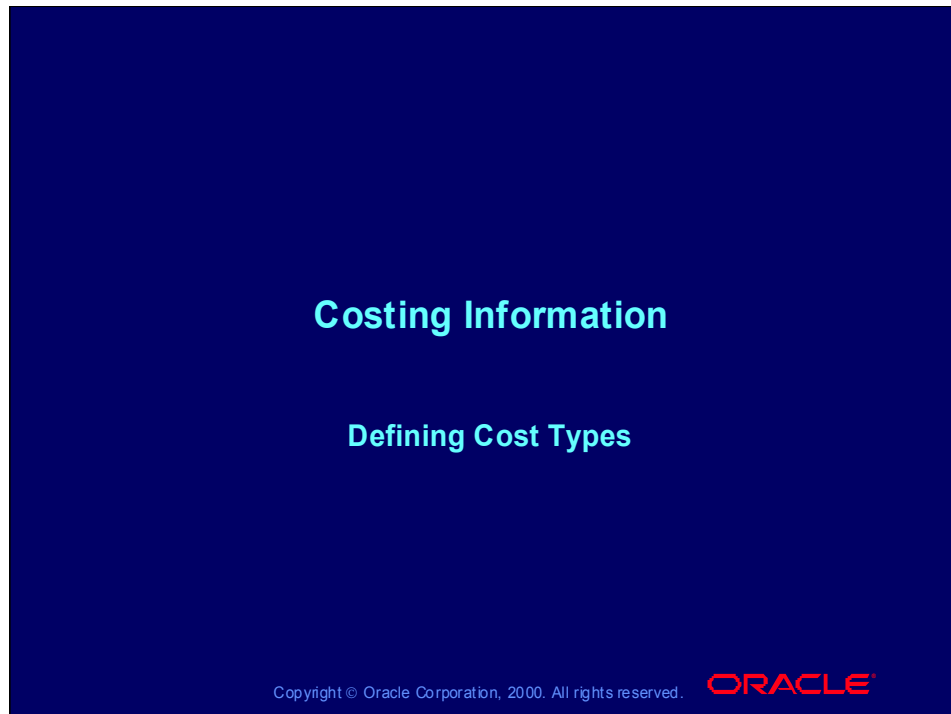 Costing Information
Defining Cost Types
Copyright © Oracle Corporation, 2000. All rights reserved.
ORACLE®